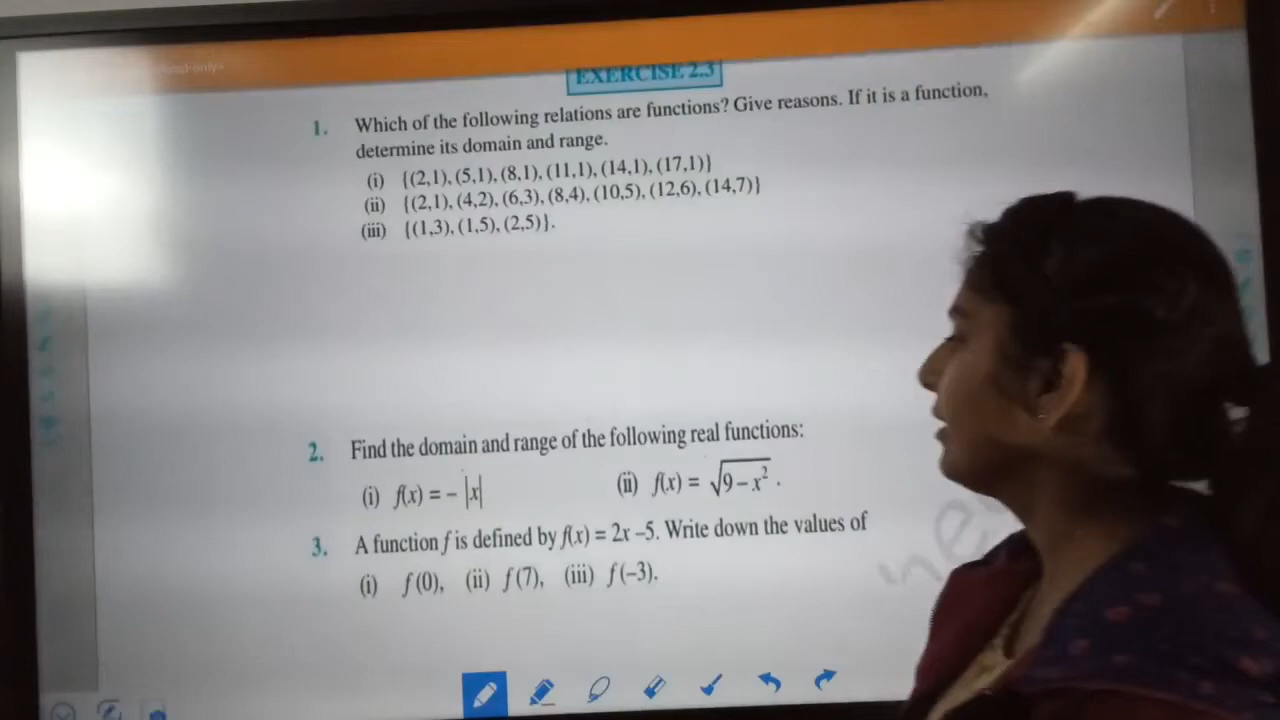 EXERCISE 2.3
1. Which of the following relations are functions? Give reasons. If it is a function,
determine its domain and range.
(i) {(2,1), (5,1), (8,1), (11,1), (14,1), (17,1)}
(ii) {(2,1), (4,2), (6,3), (8,4), (10,5), (12,6), (14,7)}
(iii) {(1,3), (1,5), (2,5)}.
2. Find the domain and range of the following real functions:
(i) f(x) = – |x| (ii) f(x) = √9 – x².
3. A function f is defined by f(x) = 2x –5. Write down the values of
(i) f (0), (ii) f (7), (iii) f (–3).